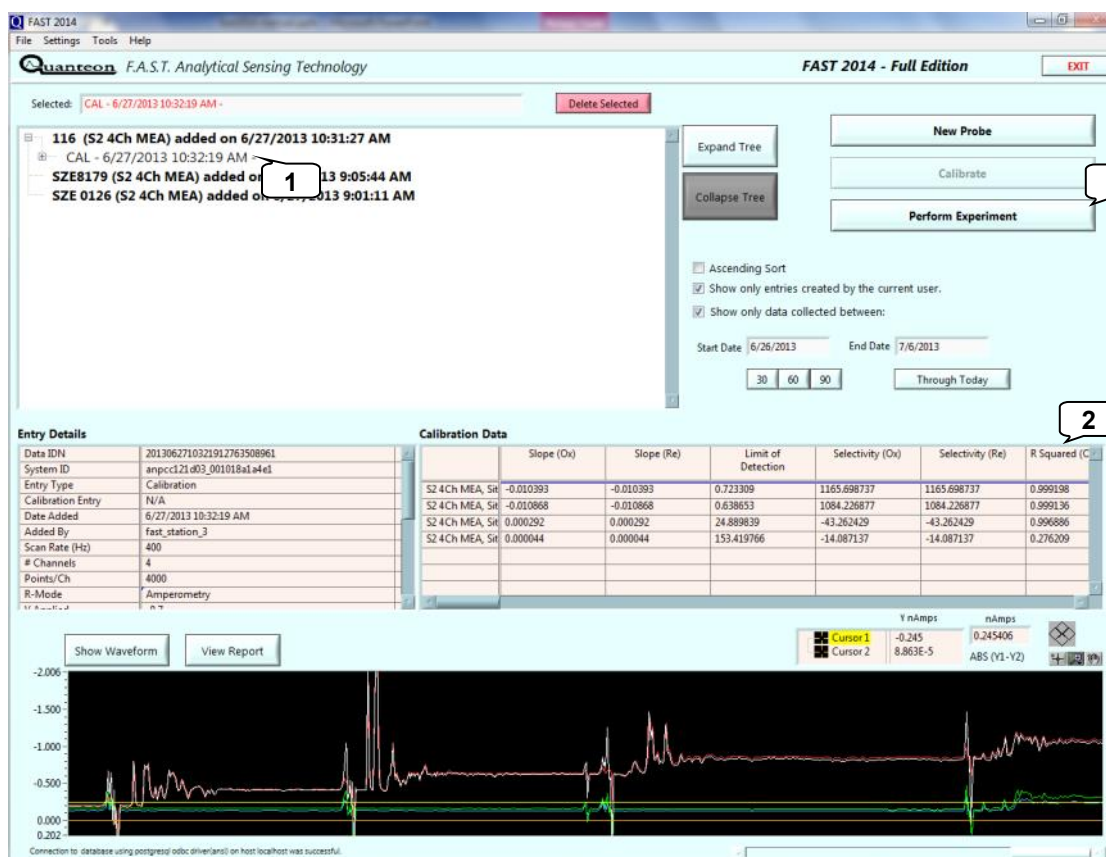 FAST 2014
File Settings Tools Help
Quanteon F.A.S.T. Analytical Sensing Technology
FAST 2014 - Full Edition
EXIT
Selected: CAL - 6/27/2013 10:32:19 AM -
Delete Selected
116 (S2 4Ch MEA) added on 6/27/2013 10:31:27 AM
CAL - 6/27/2013 10:32:19 AM -
1
SZE8179 (S2 4Ch MEA) added on 13 9:05:44 AM
SZE 0126 (S2 4Ch MEA) added on 6/27/2013 9:01:11 AM
Expand Tree
Collapse Tree
New Probe
Calibrate
Perform Experiment
Ascending Sort
Show only entries created by the current user.
Show only data collected between:
Start Date 6/26/2013 End Date 7/6/2013
30 60 90 Through Today
2
Entry Details
Data IDN 2013062710321912763508961
System ID anpcc121d03_001018a1a4e1
Entry Type Calibration
Calibration Entry N/A
Date Added 6/27/2013 10:32:19 AM
Added By fast_station_3
Scan Rate (Hz) 400
# Channels 4
Points/Ch 4000
R-Mode Amperometry
Calibration Data
Slope (Ox) Slope (Re) Limit of Detection Selectivity (Ox) Selectivity (Re) R Squared (C
S2 4Ch MEA, Sit -0.010393 -0.010393 0.723309 1165.698737 1165.698737 0.999198
S2 4Ch MEA, Sit -0.010868 -0.010868 0.638653 1084.226877 1084.226877 0.999136
S2 4Ch MEA, Sit 0.000292 0.000292 24.889839 -43.262429 -43.262429 0.996886
S2 4Ch MEA, Sit 0.000044 0.000044 153.419766 -14.087137 -14.087137 0.276209
Show Waveform
View Report
Y nAmps nAmps
Cursor 1 -0.245 0.245406
Cursor 2 8.863E-5 ABS (Y1-Y2)
-2.006
-1.500
-1.000
-0.500
0.000
0.202
Connection to database using postgresql odbc driver(ansi) on host localhost was successful.